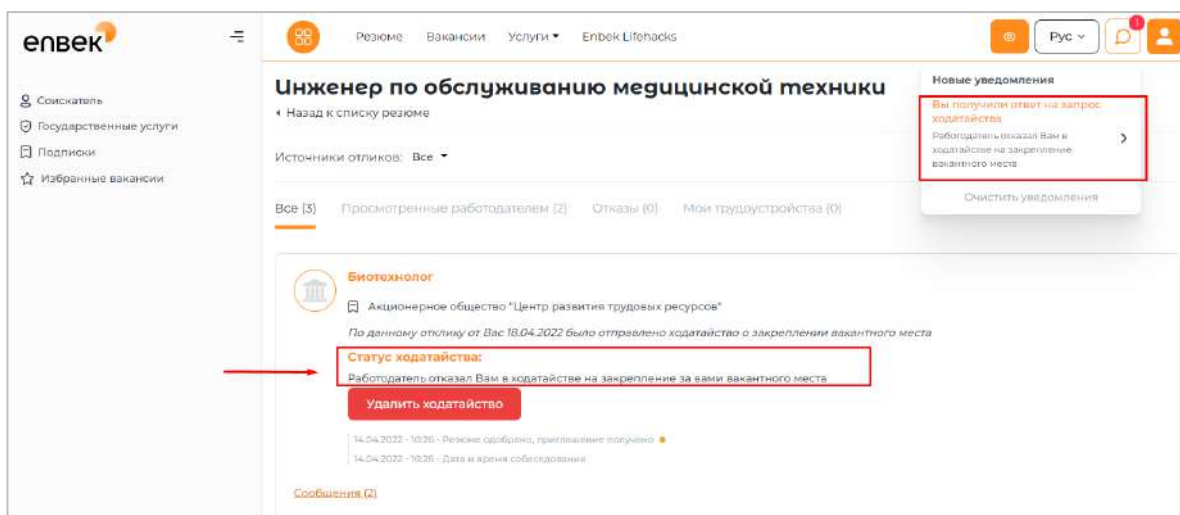 enbek
Резюме Вакансии Услуги Enbek Lifehacks
Рус
1
Соискатель
Государственные услуги
Подписки
Избранные вакансии
Инженер по обслуживанию медицинской техники
Назад к списку резюме
Источники откликов: Все
Новые уведомления
Вы получили ответ на запрос
ходатайства
Работодатель отказал Вам в
ходатайстве на закрепление
вакантного места
Очистить уведомления
Все (3) Просмотренные работодателем (2) Отказы (0) Мои трудоустройства (0)
Биотехнолог
Акционерное общество "Центр развития трудовых ресурсов"
По данному отклику от Вас 18.04.2022 было отправлено ходатайство о закреплении вакантного места
Статус ходатайства:
Работодатель отказал Вам в ходатайстве на закрепление за вами вакантного места
Удалить ходатайство
14.04.2022 - 10:26 - Резюме одобрено, приглашение получено
14.04.2022 - 10:26 - Дата и время собеседования
Сообщения (2)